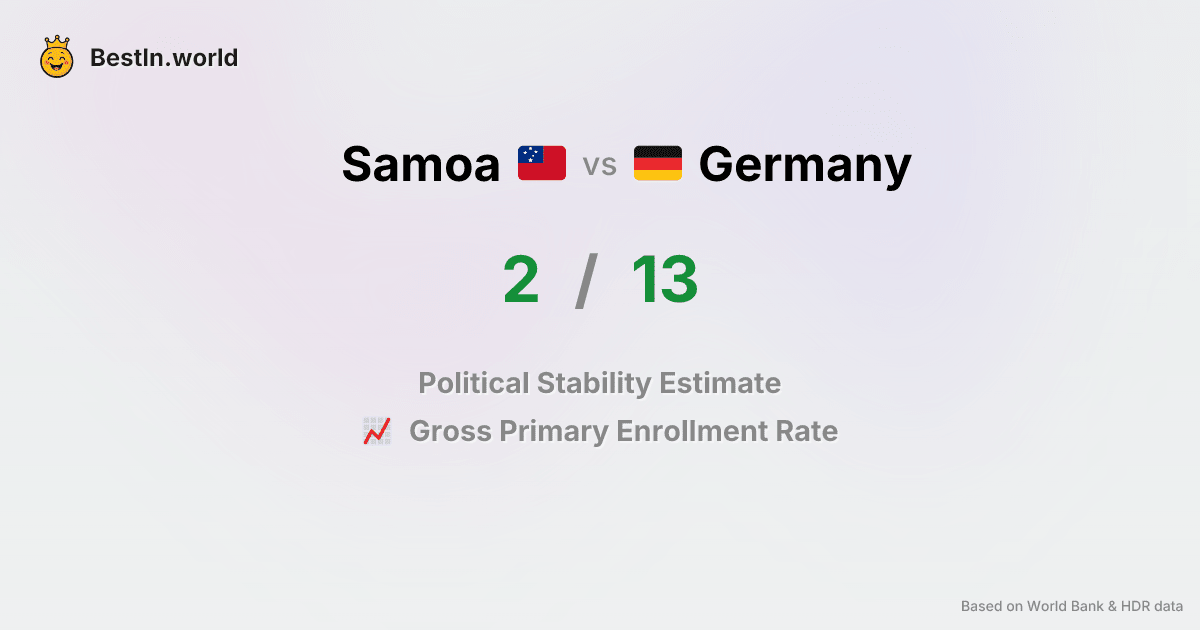 BestIn.world
Samoa vs Germany
2 / 13
Political Stability Estimate
Gross Primary Enrollment Rate
Based on World Bank & HDR data